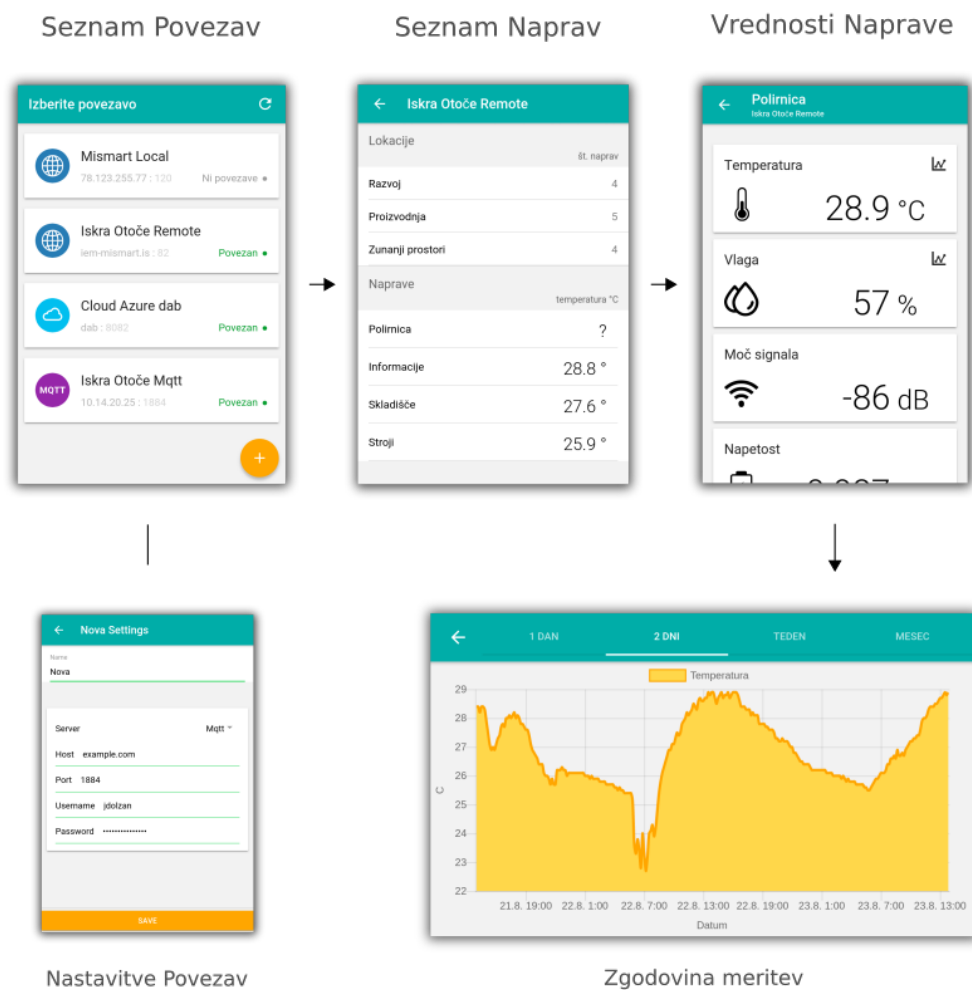 Seznam Povezav
Seznam Naprav
Vrednosti Naprave
Izberite povezavo
Mismart Local
78.123.255.77 : 120 Ni povezave
Iskra Otoče Remote
iem-mismart.is : 82 Povezan
Cloud Azure dab
dab : 8082 Povezan
MQTT
Iskra Otoče Mqtt
10.14.20.25 : 1884 Povezan
+
Iskra Otoče Remote
Lokacije
št. naprav
Razvoj 4
Proizvodnja 5
Zunanji prostori 4
Naprave
temperatura °C
Polirnica ?
Informacije 28.8 °
Skladišče 27.6 °
Stroji 25.9 °
Polirnica
Iskra Otoče Remote
Temperatura
28.9 °C
Vlaga
57 %
Moč signala
-86 dB
Napetost
Nova Settings
Name
Nova
Server Mqtt
Host example.com
Port 1884
Username jdolzan
Password ···············
SAVE
Nastavitve Povezav
1 DAN 2 DNI TEDEN MESEC
Temperatura
29
28
27
26
25
24
23
22
C
21.8. 19:00 22.8. 1:00 22.8. 7:00 22.8. 13:00 22.8. 19:00 23.8. 1:00 23.8. 7:00 23.8. 13:00
Datum
Zgodovina meritev